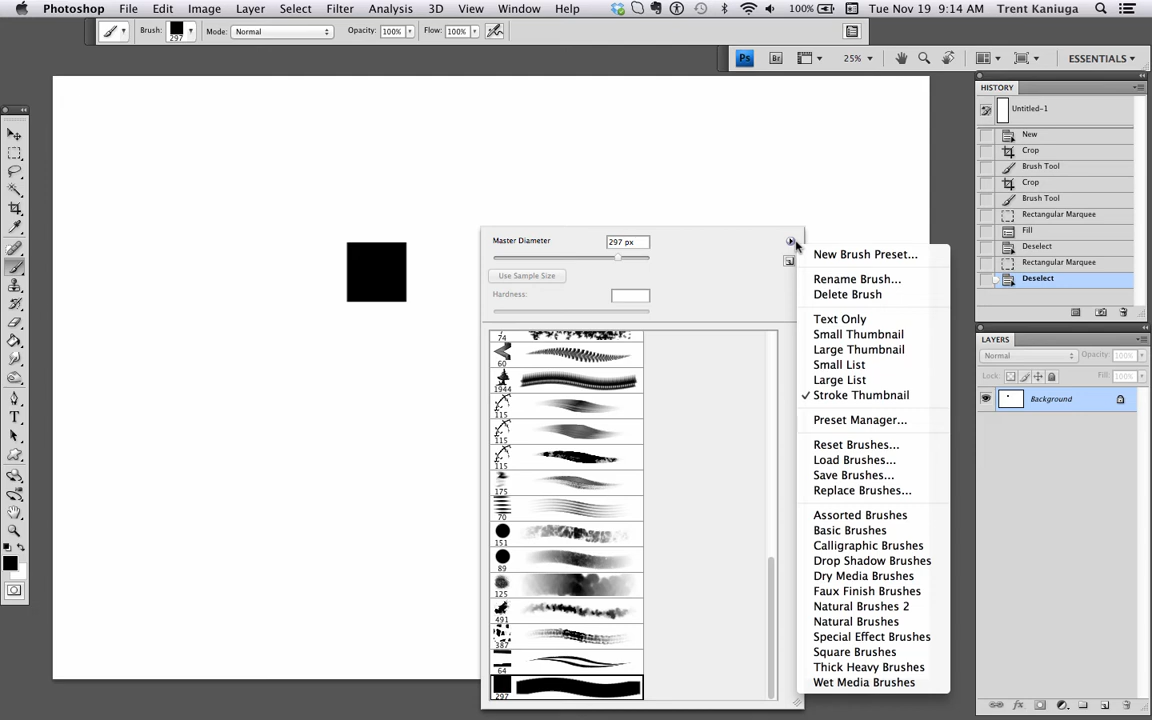 Photoshop File Edit Image Layer Select Filter Analysis 3D View Window Help 100% Tue Nov 19 9:14 AM Trent Kaniuga
Brush: 297 Mode: Normal Opacity: 100% Flow: 100%
Ps Br 25% ESSENTIALS
HISTORY
Untitled-1
New
Crop
Brush Tool
Crop
Brush Tool
Rectangular Marquee
Fill
Deselect
Rectangular Marquee
Deselect
LAYERS
Normal Opacity: 100%
Lock: Fill: 100%
Background
Master Diameter 297 px
Use Sample Size
Hardness:
74
60
1944
115
115
115
175
70
151
89
125
491
387
64
297
New Brush Preset...
Rename Brush...
Delete Brush
Text Only
Small Thumbnail
Large Thumbnail
Small List
Large List
✓ Stroke Thumbnail
Preset Manager...
Reset Brushes...
Load Brushes...
Save Brushes...
Replace Brushes...
Assorted Brushes
Basic Brushes
Calligraphic Brushes
Drop Shadow Brushes
Dry Media Brushes
Faux Finish Brushes
Natural Brushes 2
Natural Brushes
Special Effect Brushes
Square Brushes
Thick Heavy Brushes
Wet Media Brushes
T
fx